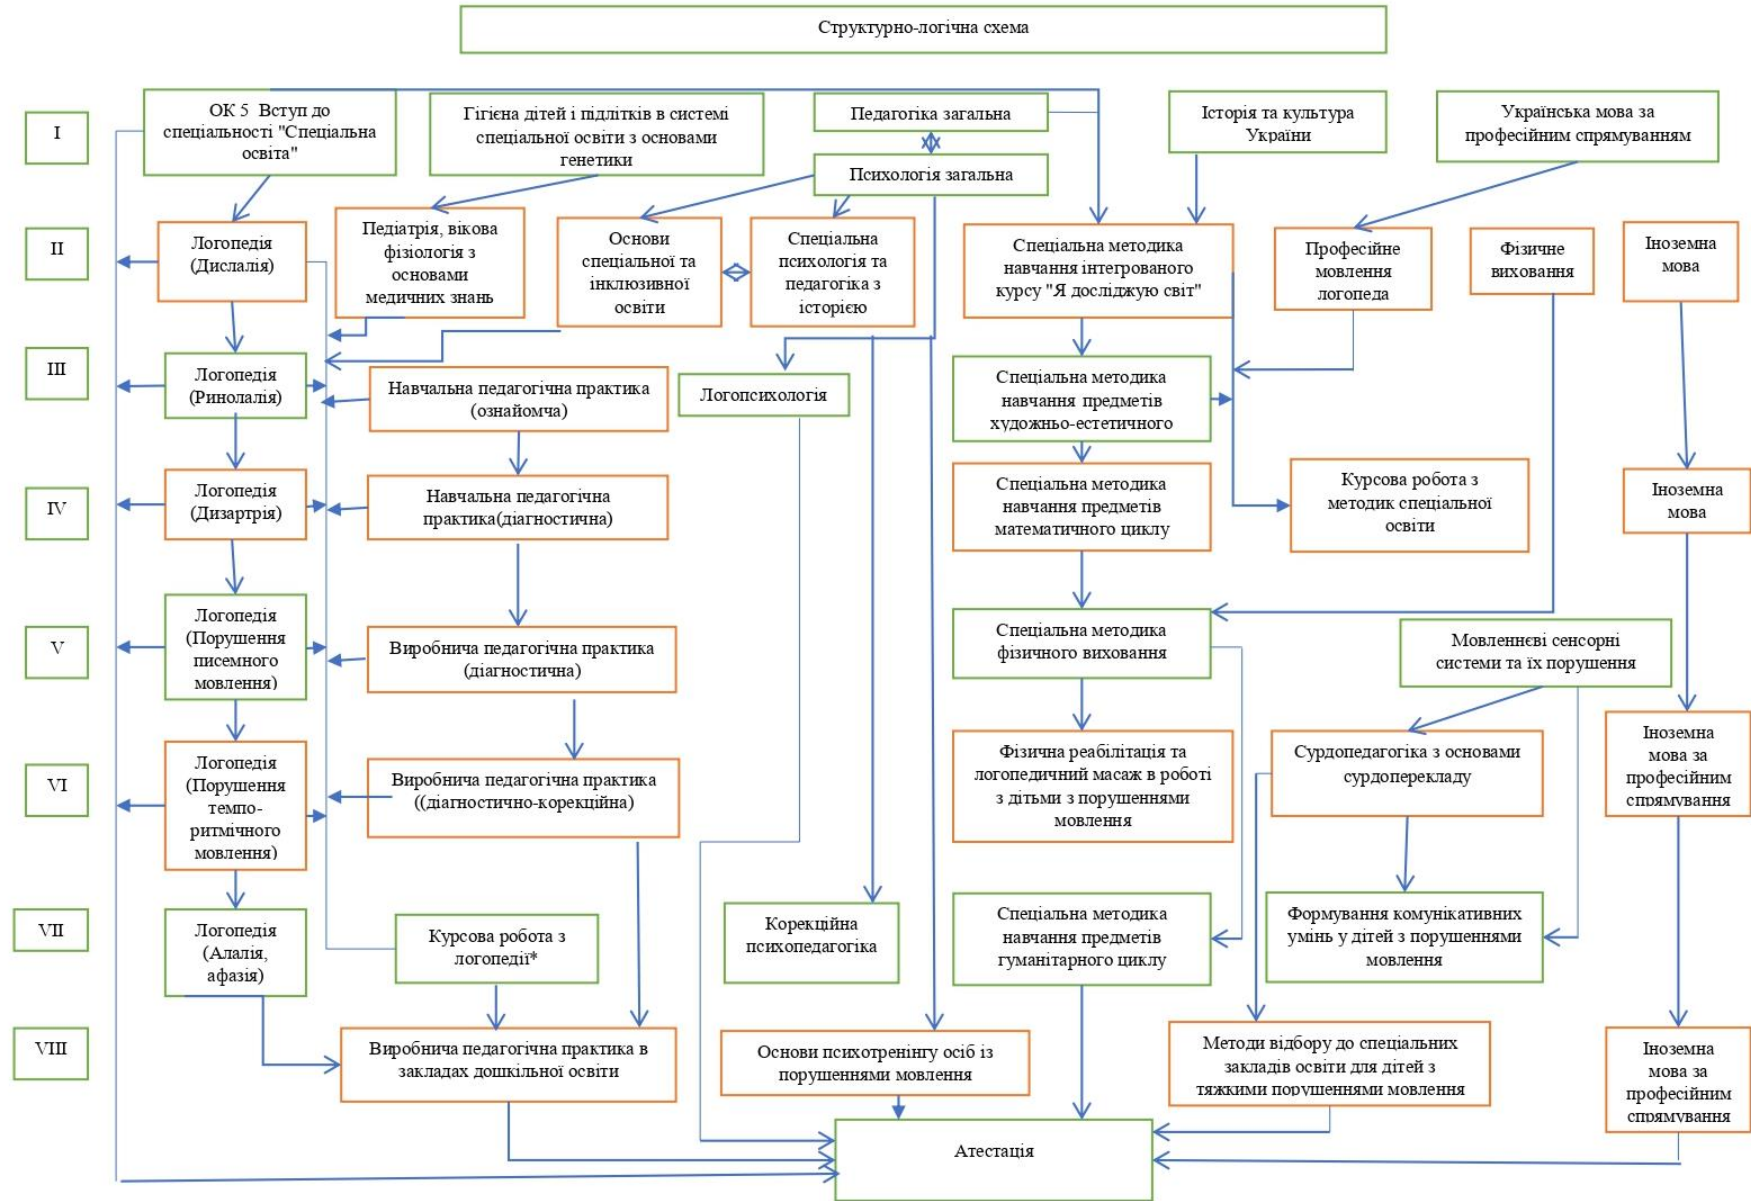 Структурно-логічна схема
I
ОК 5 Вступ до
спеціальності "Спеціальна
освіта"
Гігієна дітей і підлітків в системі
спеціальної освіти з основами
генетики
Педагогіка загальна
Психологія загальна
Історія та культура
України
Українська мова за
професійним спрямуванням
II
Логопедія
(Дислалія)
Педіатрія, вікова
фізіологія з
основами
медичних знань
Основи
спеціальної та
інклюзивної
освіти
Спеціальна
психологія та
педагогіка з
історією
Спеціальна методика
навчання інтегрованого
курсу "Я досліджую світ"
Професійне
мовлення
логопеда
Фізичне
виховання
Іноземна
мова
III
Логопедія
(Ринолалія)
Навчальна педагогічна практика
(ознайомча)
Логопсихологія
Спеціальна методика
навчання предметів
художньо-естетичного
IV
Логопедія
(Дизартрія)
Навчальна педагогічна
практика(діагностична)
Спеціальна методика
навчання предметів
математичного циклу
Курсова робота з
методик спеціальної
освіти
Іноземна
мова
V
Логопедія
(Порушення
писемного
мовлення)
Виробнича педагогічна практика
(діагностична)
Спеціальна методика
фізичного виховання
Мовленнєві сенсорні
системи та їх порушення
VI
Логопедія
(Порушення
темпо-
ритмічного
мовлення)
Виробнича педагогічна практика
((діагностично-корекційна)
Фізична реабілітація та
логопедичний масаж в роботі
з дітьми з порушеннями
мовлення
Сурдопедагогіка з основами
сурдоперекладу
Іноземна
мова за
професійним
спрямування
VII
Логопедія
(Алалія,
афазія)
Курсова робота з
логопедії*
Корекційна
психопедагогіка
Спеціальна методика
навчання предметів
гуманітарного циклу
Формування комунікативних
умінь у дітей з порушеннями
мовлення
VIII
Виробнича педагогічна практика в
закладах дошкільної освіти
Основи психотренінгу осіб із
порушеннями мовлення
Методи відбору до спеціальних
закладів освіти для дітей з
тяжкими порушеннями мовлення
Іноземна
мова за
професійним
спрямування
Атестація